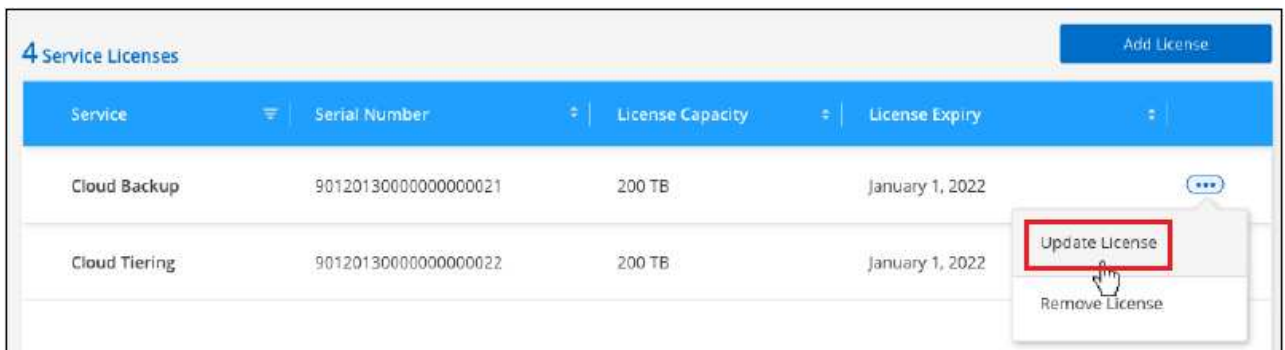 4 Service Licenses
Add License
Service Serial Number License Capacity License Expiry
Cloud Backup 90120130000000000021 200 TB January 1, 2022
Update License
Cloud Tiering 90120130000000000022 200 TB January 1, 2022
Remove License